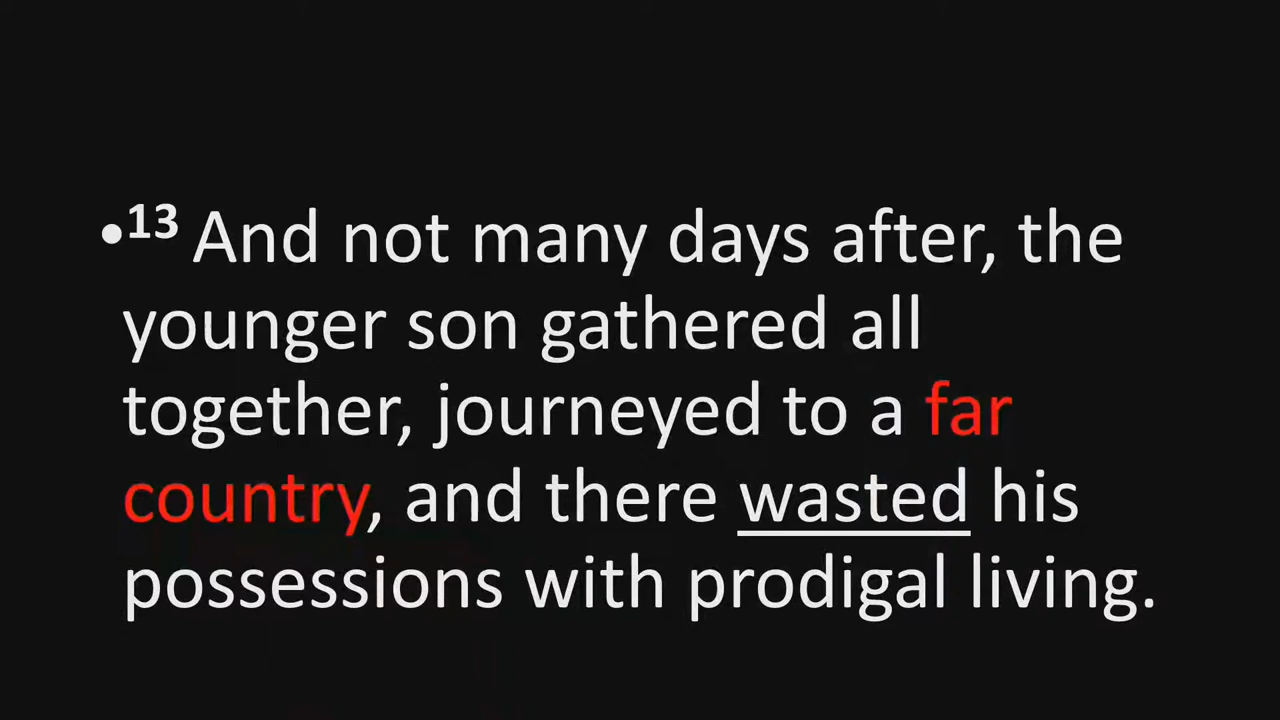 •13 And not many days after, the
younger son gathered all
together, journeyed to a far
country, and there wasted his
possessions with prodigal living.